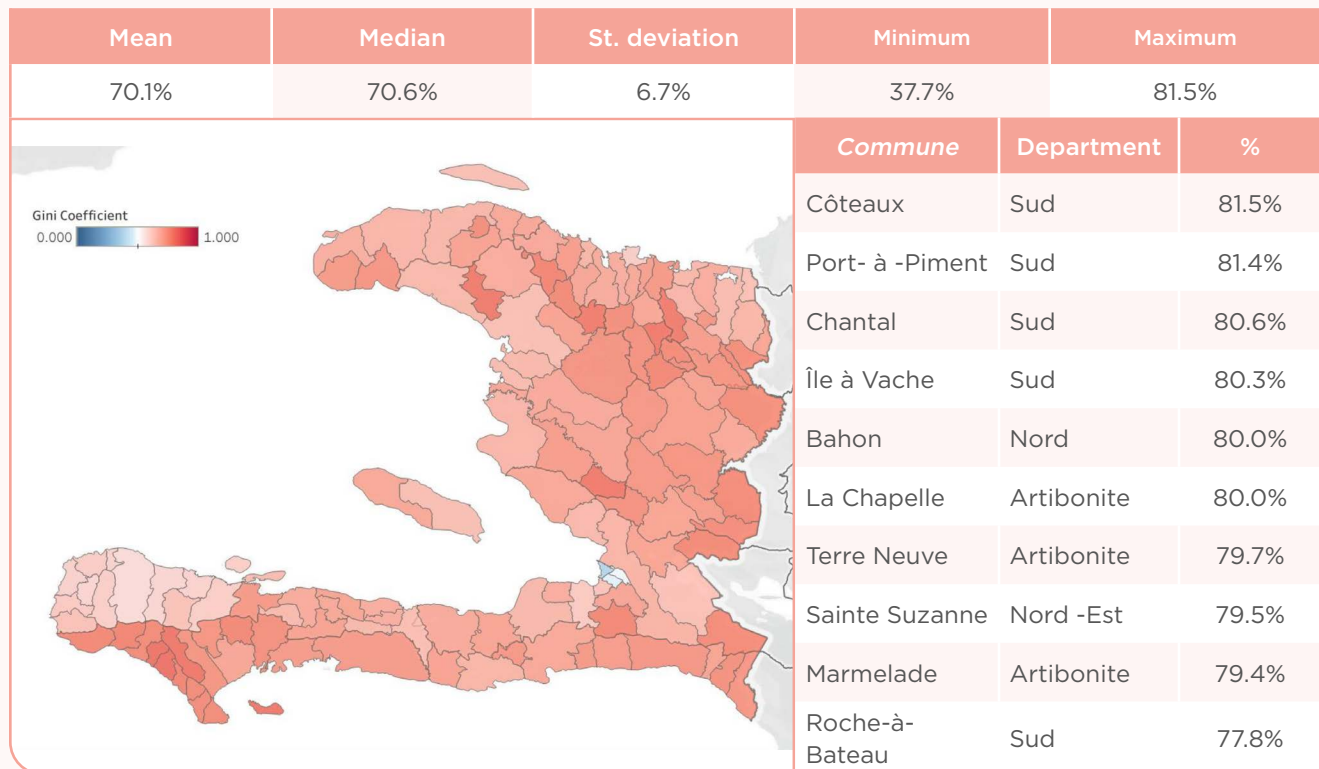 Mean Median St. deviation Minimum Maximum
70.1% 70.6% 6.7% 37.7% 81.5%
Gini Coefficient
0.000 1.000
Commune Department %
Côteaux Sud 81.5%
Port- à -Piment Sud 81.4%
Chantal Sud 80.6%
Île à Vache Sud 80.3%
Bahon Nord 80.0%
La Chapelle Artibonite 80.0%
Terre Neuve Artibonite 79.7%
Sainte Suzanne Nord -Est 79.5%
Marmelade Artibonite 79.4%
Roche-à-
Bateau Sud 77.8%